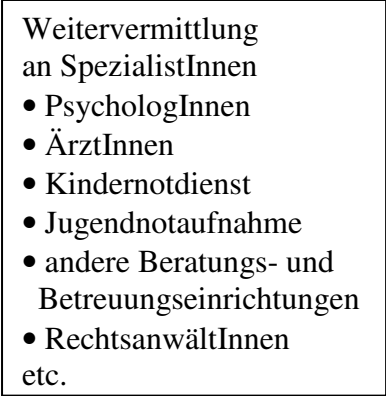 Weitervermittlung
an SpezialistInnen
• PsychologInnen
• ÄrztInnen
• Kindernotdienst
• Jugendnotaufnahme
• andere Beratungs- und
Betreuungseinrichtungen
• RechtsanwältInnen
etc.